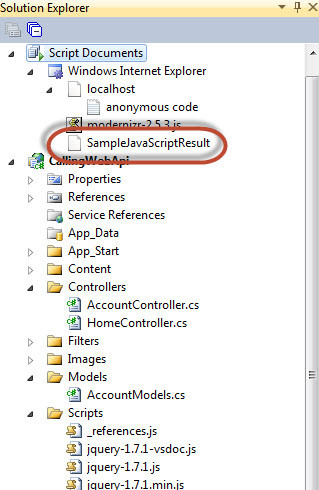 Solution Explorer
Script Documents
Windows Internet Explorer
localhost
anonymous code
modernizr-2.5.3.js
SampleJavaScriptResult
CallingWebApi
Properties
References
Service References
App_Data
App_Start
Content
Controllers
AccountController.cs
HomeController.cs
Filters
Images
Models
AccountModels.cs
Scripts
_references.js
jquery-1.7.1-vsdoc.js
jquery-1.7.1.js
jquery-1.7.1.min.js